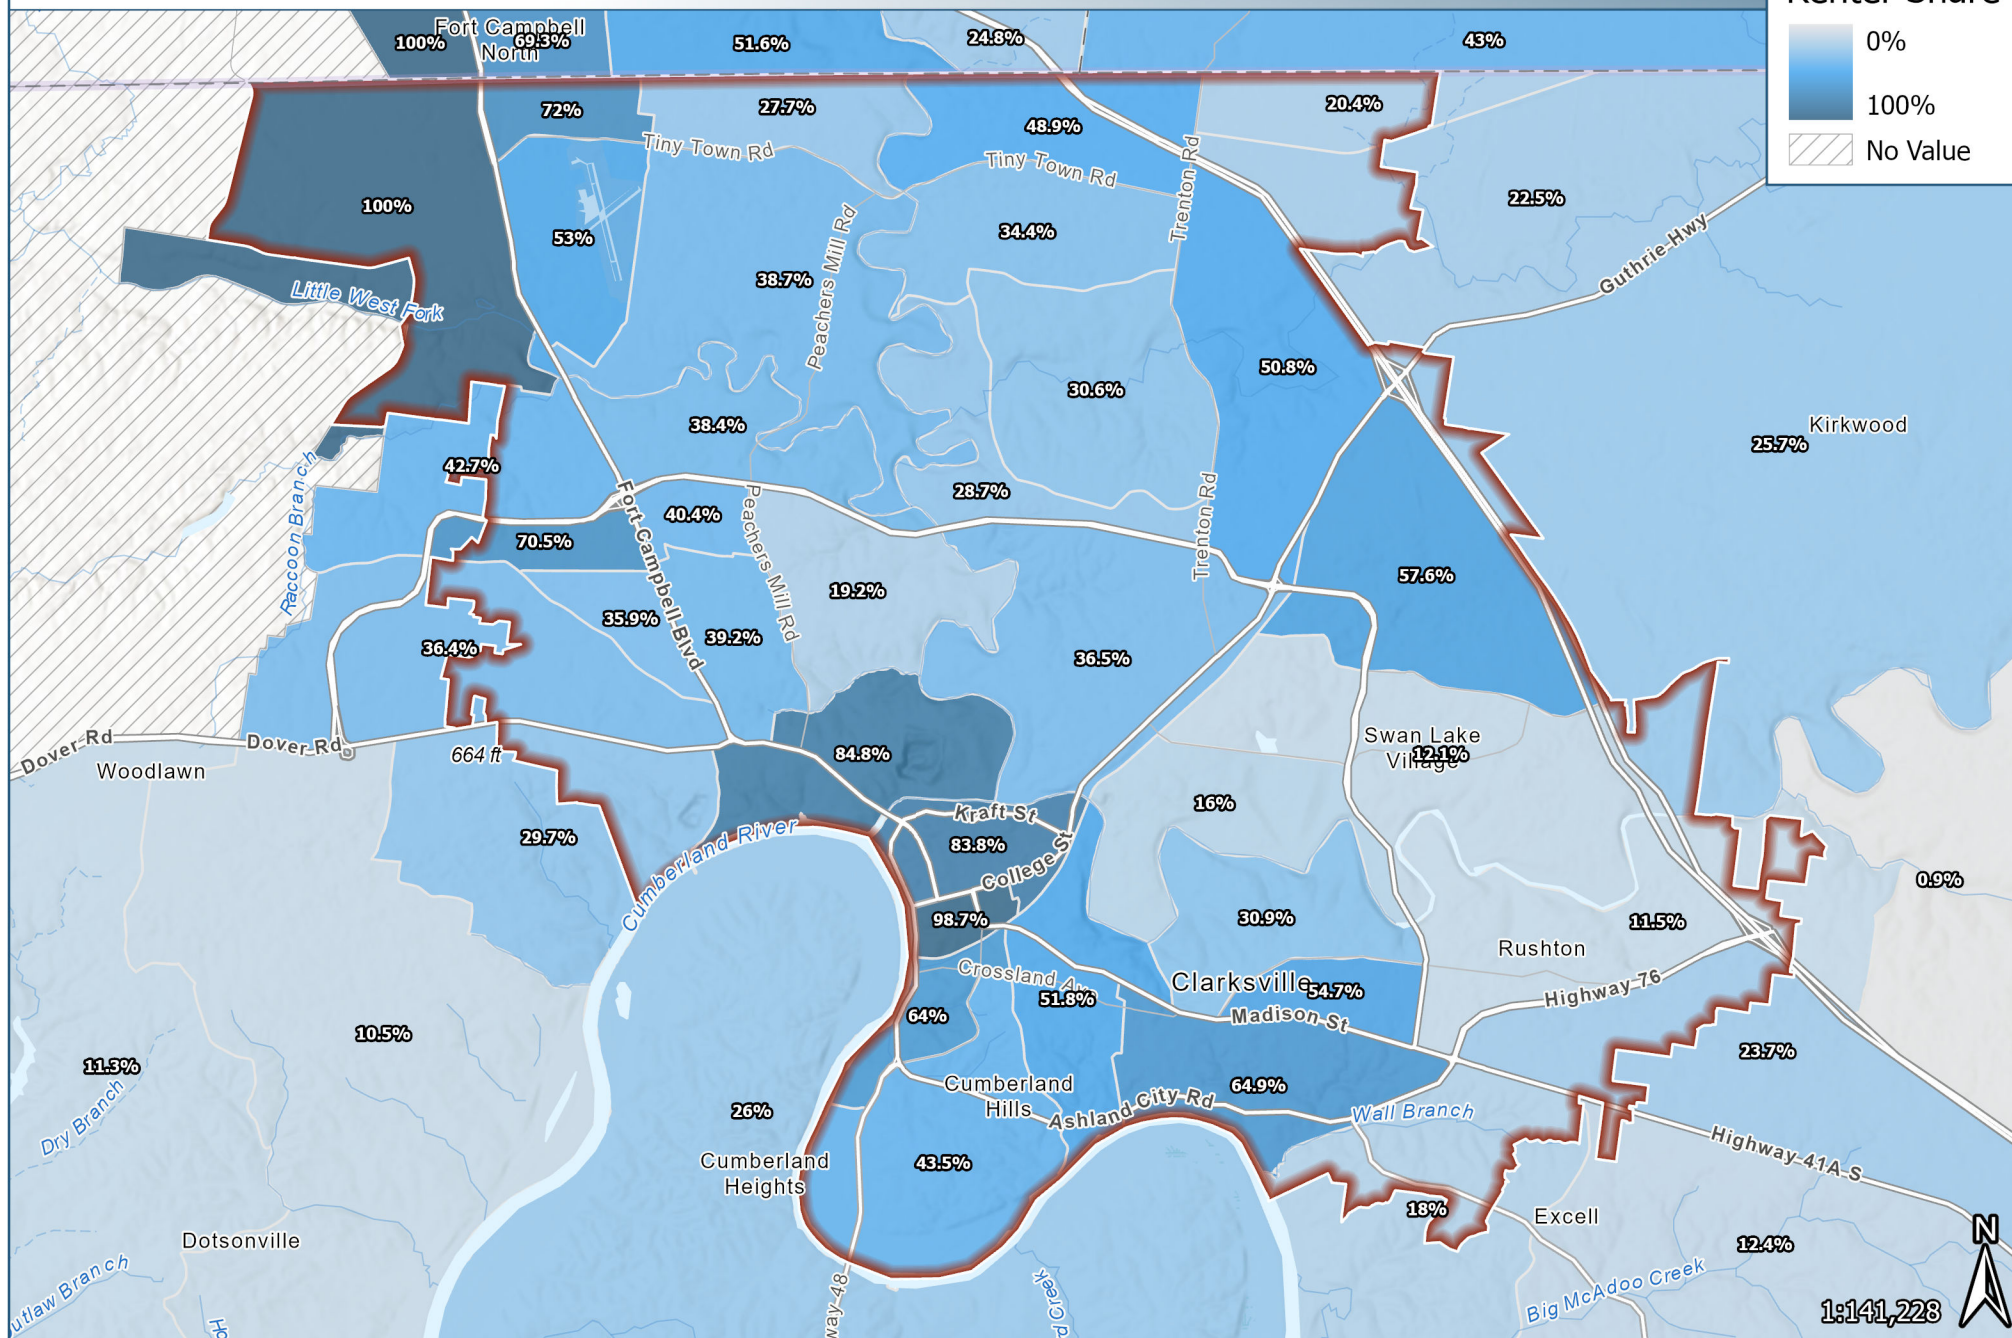 Renter Share
0%
100%
No Value
Fort Campbell
North
100%
69.3%
51.6%
24.8%
43%
72%
27.7%
48.9%
20.4%
Tiny Town Rd
Tiny Town Rd
Trenton Rd
100%
53%
38.7%
Peachers Mill Rd
34.4%
22.5%
Guthrie Hwy
Little West Fork
50.8%
30.6%
38.4%
Kirkwood
25.7%
42.7%
Raccoon Branch
Fort Campbell Blvd
40.4%
Peachers Mill Rd
28.7%
Trenton Rd
70.5%
19.2%
57.6%
35.9%
39.2%
36.4%
36.5%
Dover Rd
Dover Rd
664 ft
Woodlawn
84.8%
Swan Lake
Village
12.1%
16%
29.7%
Cumberland River
Kraft St
83.8%
College St
98.7%
30.9%
11.5%
0.9%
Rushton
Crossland Ave
Clarksville
54.7%
51.8%
Highway 76
64%
Madison St
10.5%
11.3%
23.7%
Dry Branch
26%
Cumberland
Hills
64.9%
Ashland City Rd
Wall Branch
Highway 41A S
Cumberland
Heights
43.5%
18%
Excell
Dotsonville
12.4%
N
utlaw Branch
Ho
way 48
d Creek
Big McAdoo Creek
1:141,228